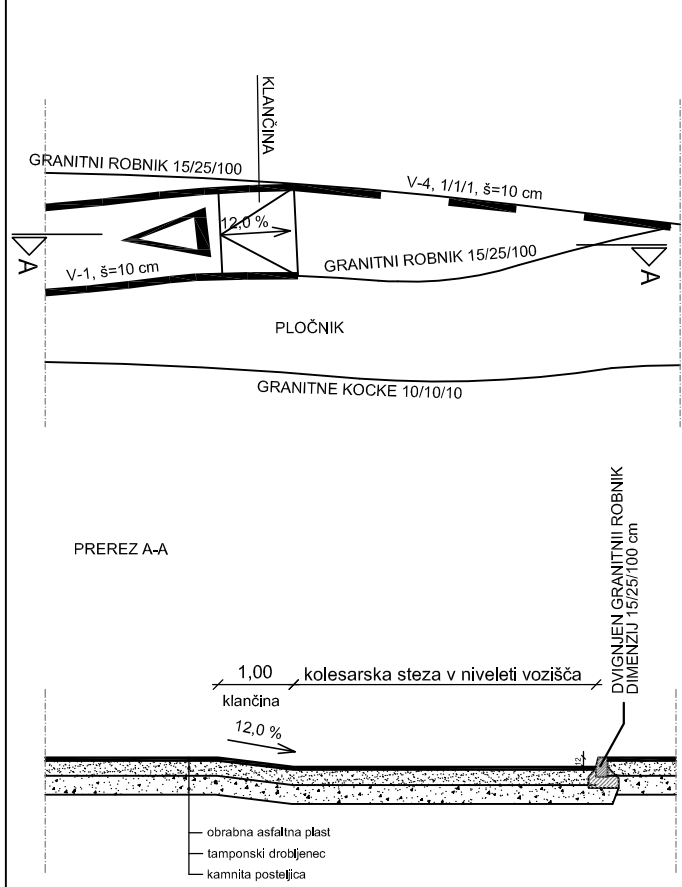 KLANČINA
GRANITNI ROBNIK 15/25/100
V-4, 1/1/1, š=10 cm
12,0 %
A
V-1, š=10 cm
GRANITNI ROBNIK 15/25/100
A
PLOČNIK
GRANITNE KOCKE 10/10/10
PREREZ A-A
DVIGNJEN GRANITNII ROBNIK
DIMENZIJ 15/25/100 cm
1,00
kolesarska steza v niveleti vozišča
klančina
12,0 %
12
obrabna asfaltna plast
tamponski drobljenec
kamnita posteljica